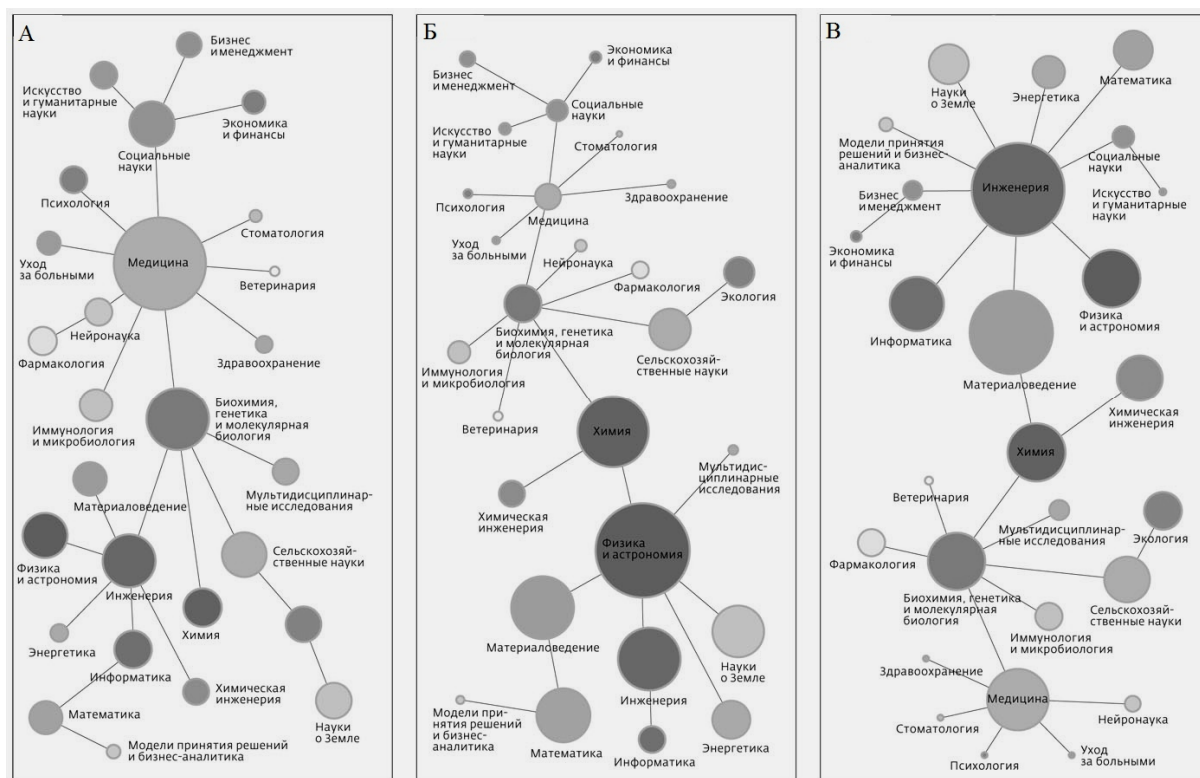 А
Бизнес
и менеджмент
Искусство
и гуманитарные
науки
Экономика
и финансы
Социальные
науки
Психология
Стоматология
Медицина
Уход
за больными
Ветеринария
Нейронаука
Фармакология
Здравоохранение
Иммунология
и микробиология
Биохимия,
генетика
и молекулярная
биология
Материаловедение
Мультидисциплинар-
ные исследования
Физика
и астрономия
Сельскохозяй-
ственные науки
Инженерия
Химия
Энергетика
Информатика
Химическая
инженерия
Математика
Науки
о Земле
Модели принятия решений
и бизнес-аналитика
Б
Экономика
и финансы
Бизнес
и менеджмент
Социальные
науки
Искусство
и гуманитарные
науки
Стоматология
Психология
Здравоохранение
Медицина
Уход
за больными
Нейронаука
Фармакология
Экология
Биохимия, генетика
и молекулярная
биология
Сельскохозяй-
ственные науки
Иммунология
и микробиология
Ветеринария
Химия
Мультидис-
циплинарные
исследования
Химическая
инженерия
Физика
и астрономия
Материаловедение
Науки
о Земле
Инженерия
Модели при-
нятия решений
и бизнес-
аналитика
Математика
Информатика
Энергетика
В
Науки
о Земле
Энергетика
Математика
Модели принятия
решений и бизнес-
аналитика
Социальные
науки
Инженерия
Бизнес
и менеджмент
Искусство
и гуманитарные
науки
Экономика
и финансы
Информатика
Физика
и астрономия
Материаловедение
Химическая
инженерия
Химия
Ветеринария
Мультидисциплинар-
ные исследования
Экология
Фармакология
Биохимия, генетика
и молекулярная
биология
Сельскохозяй-
ственные науки
Иммунология
и микробиология
Здравоохранение
Медицина
Стоматология
Нейронаука
Психология
Уход
за больными